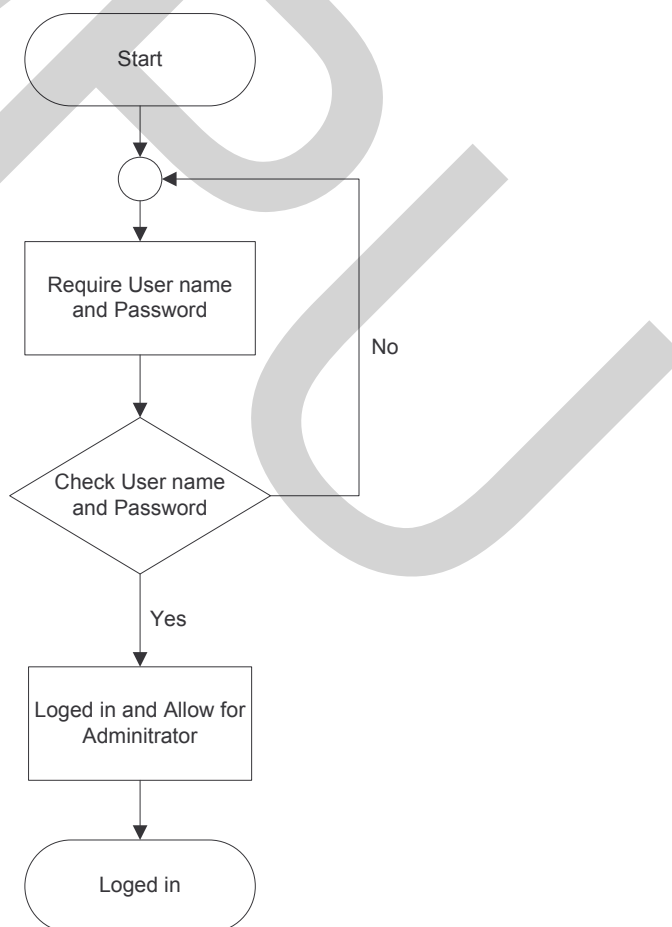 Start
Require User name
and Password
No
Check User name
and Password
Yes
Loged in and Allow for
Adminitrator
Loged in